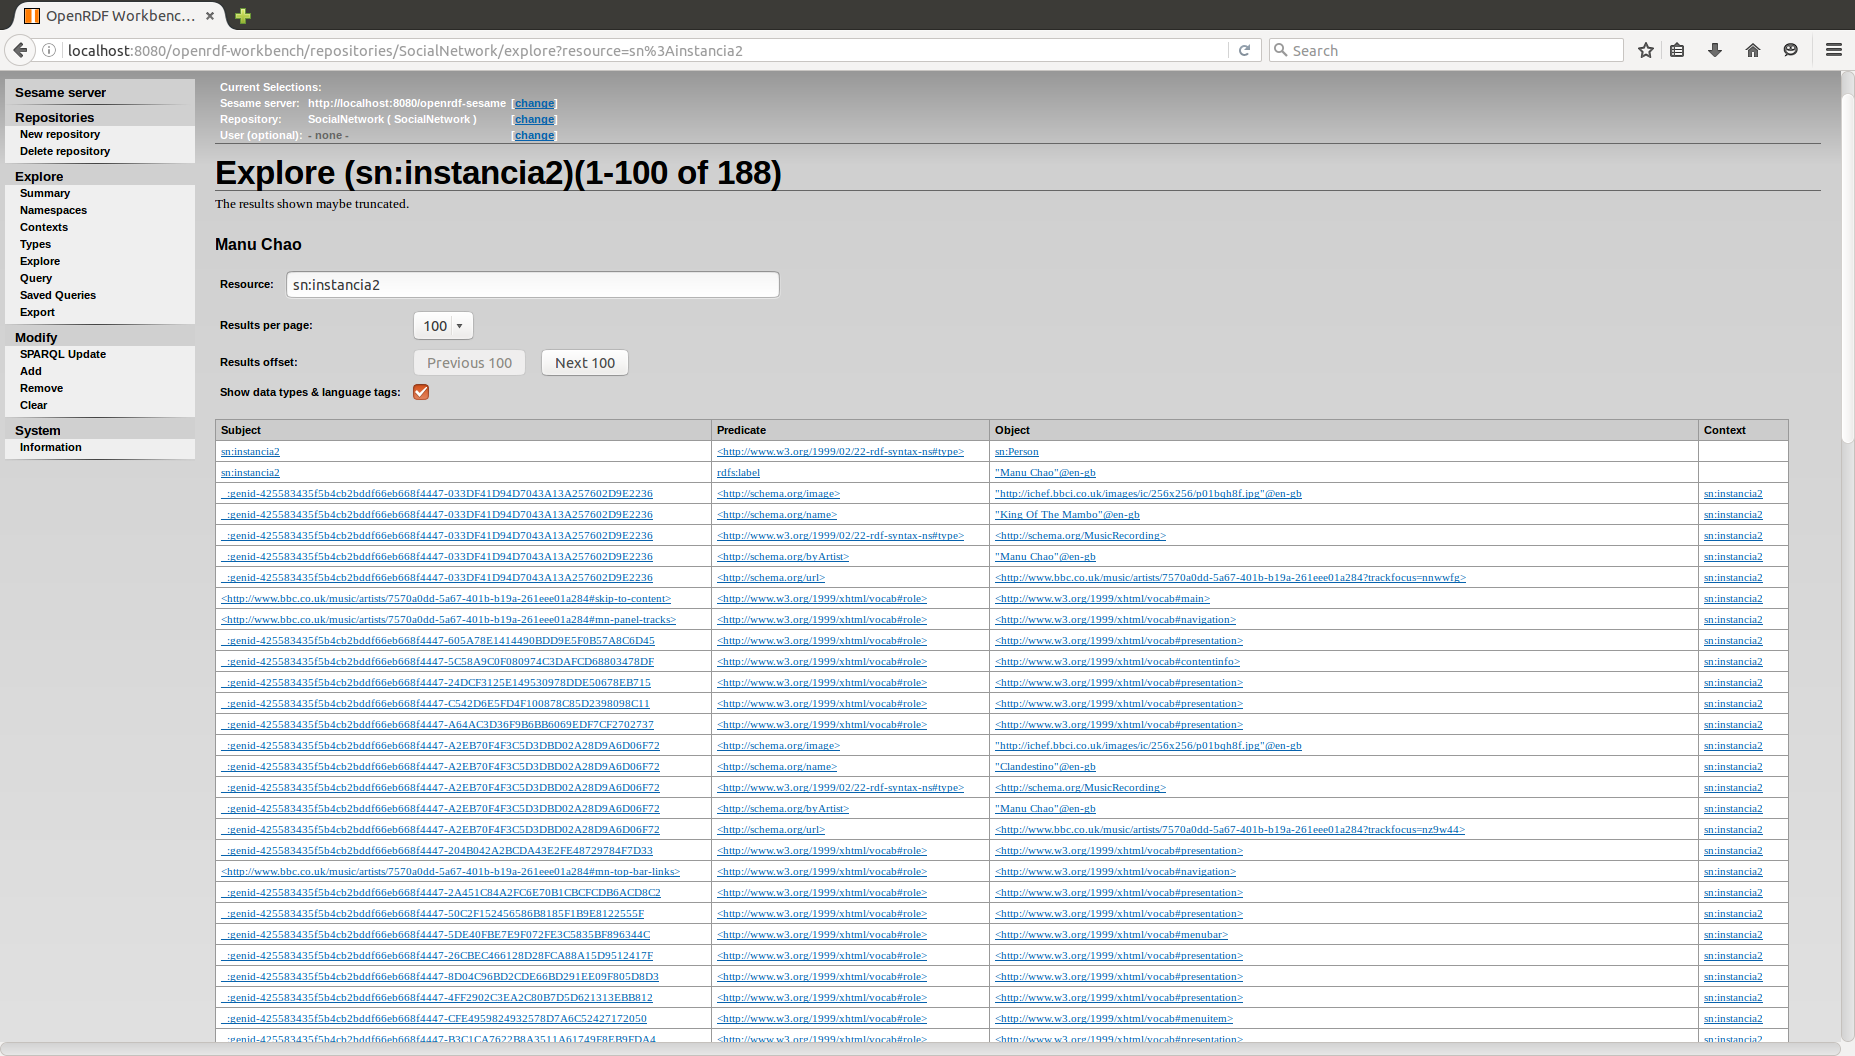 OpenRDF Workbenc...
localhost:8080/openrdf-workbench/repositories/SocialNetwork/explore?resource=sn%3Ainstancia2
Search
Sesame server
Repositories
New repository
Delete repository
Explore
Summary
Namespaces
Contexts
Types
Explore
Query
Saved Queries
Export
Modify
SPARQL Update
Add
Remove
Clear
System
Information
Current Selections:
Sesame server: http://localhost:8080/openrdf-sesame [change]
Repository: SocialNetwork ( SocialNetwork ) [change]
User (optional): - none - [change]
Explore (sn:instancia2)(1-100 of 188)
The results shown maybe truncated.
Manu Chao
Resource: sn:instancia2
Results per page: 100
Results offset: Previous 100 Next 100
Show data types & language tags:
Subject Predicate Object Context
sn:instancia2 <http://www.w3.org/1999/02/22-rdf-syntax-ns#type> sn:Person
sn:instancia2 rdfs:label "Manu Chao"@en-gb
_:genid-425583435f5b4cb2bddf66eb668f4447-033DF41D94D7043A13A257602D9E2236 <http://schema.org/image> "http://ichef.bbci.co.uk/images/ic/256x256/p01bqh8f.jpg"@en-gb sn:instancia2
_:genid-425583435f5b4cb2bddf66eb668f4447-033DF41D94D7043A13A257602D9E2236 <http://schema.org/name> "King Of The Mambo"@en-gb sn:instancia2
_:genid-425583435f5b4cb2bddf66eb668f4447-033DF41D94D7043A13A257602D9E2236 <http://www.w3.org/1999/02/22-rdf-syntax-ns#type> <http://schema.org/MusicRecording> sn:instancia2
_:genid-425583435f5b4cb2bddf66eb668f4447-033DF41D94D7043A13A257602D9E2236 <http://schema.org/byArtist> "Manu Chao"@en-gb sn:instancia2
_:genid-425583435f5b4cb2bddf66eb668f4447-033DF41D94D7043A13A257602D9E2236 <http://schema.org/url> <http://www.bbc.co.uk/music/artists/7570a0dd-5a67-401b-b19a-261eee01a284?trackfocus=nnwwfg> sn:instancia2
<http://www.bbc.co.uk/music/artists/7570a0dd-5a67-401b-b19a-261eee01a284#skip-to-content> <http://www.w3.org/1999/xhtml/vocab#role> <http://www.w3.org/1999/xhtml/vocab#main> sn:instancia2
<http://www.bbc.co.uk/music/artists/7570a0dd-5a67-401b-b19a-261eee01a284#mn-panel-tracks> <http://www.w3.org/1999/xhtml/vocab#role> <http://www.w3.org/1999/xhtml/vocab#navigation> sn:instancia2
_:genid-425583435f5b4cb2bddf66eb668f4447-605A78E1414490BDD9E5F0B57A8C6D45 <http://www.w3.org/1999/xhtml/vocab#role> <http://www.w3.org/1999/xhtml/vocab#presentation> sn:instancia2
_:genid-425583435f5b4cb2bddf66eb668f4447-5C58A9C0F080974C3DAFCD68803478DF <http://www.w3.org/1999/xhtml/vocab#role> <http://www.w3.org/1999/xhtml/vocab#contentinfo> sn:instancia2
_:genid-425583435f5b4cb2bddf66eb668f4447-24DCF3125E149530978DDE50678EB715 <http://www.w3.org/1999/xhtml/vocab#role> <http://www.w3.org/1999/xhtml/vocab#presentation> sn:instancia2
_:genid-425583435f5b4cb2bddf66eb668f4447-C542D6E5FD4F100878C85D2398098C11 <http://www.w3.org/1999/xhtml/vocab#role> <http://www.w3.org/1999/xhtml/vocab#presentation> sn:instancia2
_:genid-425583435f5b4cb2bddf66eb668f4447-A64AC3D36F9B6BB6069EDF7CF2702737 <http://www.w3.org/1999/xhtml/vocab#role> <http://www.w3.org/1999/xhtml/vocab#presentation> sn:instancia2
_:genid-425583435f5b4cb2bddf66eb668f4447-A2EB70F4F3C5D3DBD02A28D9A6D06F72 <http://schema.org/image> "http://ichef.bbci.co.uk/images/ic/256x256/p01bqh8f.jpg"@en-gb sn:instancia2
_:genid-425583435f5b4cb2bddf66eb668f4447-A2EB70F4F3C5D3DBD02A28D9A6D06F72 <http://schema.org/name> "Clandestino"@en-gb sn:instancia2
_:genid-425583435f5b4cb2bddf66eb668f4447-A2EB70F4F3C5D3DBD02A28D9A6D06F72 <http://www.w3.org/1999/02/22-rdf-syntax-ns#type> <http://schema.org/MusicRecording> sn:instancia2
_:genid-425583435f5b4cb2bddf66eb668f4447-A2EB70F4F3C5D3DBD02A28D9A6D06F72 <http://schema.org/byArtist> "Manu Chao"@en-gb sn:instancia2
_:genid-425583435f5b4cb2bddf66eb668f4447-A2EB70F4F3C5D3DBD02A28D9A6D06F72 <http://schema.org/url> <http://www.bbc.co.uk/music/artists/7570a0dd-5a67-401b-b19a-261eee01a284?trackfocus=nz9w44> sn:instancia2
_:genid-425583435f5b4cb2bddf66eb668f4447-204B042A2BCDA43E2FE48729784F7D33 <http://www.w3.org/1999/xhtml/vocab#role> <http://www.w3.org/1999/xhtml/vocab#presentation> sn:instancia2
<http://www.bbc.co.uk/music/artists/7570a0dd-5a67-401b-b19a-261eee01a284#mn-top-bar-links> <http://www.w3.org/1999/xhtml/vocab#role> <http://www.w3.org/1999/xhtml/vocab#navigation> sn:instancia2
_:genid-425583435f5b4cb2bddf66eb668f4447-2A451C84A2FC6E70B1CBCFCDB6ACD8C2 <http://www.w3.org/1999/xhtml/vocab#role> <http://www.w3.org/1999/xhtml/vocab#presentation> sn:instancia2
_:genid-425583435f5b4cb2bddf66eb668f4447-50C2F152456586B8185F1B9E8122555F <http://www.w3.org/1999/xhtml/vocab#role> <http://www.w3.org/1999/xhtml/vocab#presentation> sn:instancia2
_:genid-425583435f5b4cb2bddf66eb668f4447-5DE40FBE7E9F072FE3C5835BF896344C <http://www.w3.org/1999/xhtml/vocab#role> <http://www.w3.org/1999/xhtml/vocab#menubar> sn:instancia2
_:genid-425583435f5b4cb2bddf66eb668f4447-26CBEC466128D28FCA88A15D9512417F <http://www.w3.org/1999/xhtml/vocab#role> <http://www.w3.org/1999/xhtml/vocab#presentation> sn:instancia2
_:genid-425583435f5b4cb2bddf66eb668f4447-8D04C96BD2CDE66BD291EE09F805D8D3 <http://www.w3.org/1999/xhtml/vocab#role> <http://www.w3.org/1999/xhtml/vocab#presentation> sn:instancia2
_:genid-425583435f5b4cb2bddf66eb668f4447-4FF2902C3EA2C80B7D5D621313EBB812 <http://www.w3.org/1999/xhtml/vocab#role> <http://www.w3.org/1999/xhtml/vocab#presentation> sn:instancia2
_:genid-425583435f5b4cb2bddf66eb668f4447-CFE4959824932578D7A6C52427172050 <http://www.w3.org/1999/xhtml/vocab#role> <http://www.w3.org/1999/xhtml/vocab#menuitem> sn:instancia2
_:genid-425583435f5b4cb2bddf66eb668f4447-B3C1CA7622B8A3511A61749F8EB9FDA4 <http://www.w3.org/1999/xhtml/vocab#role> <http://www.w3.org/1999/xhtml/vocab#presentation> sn:instancia2